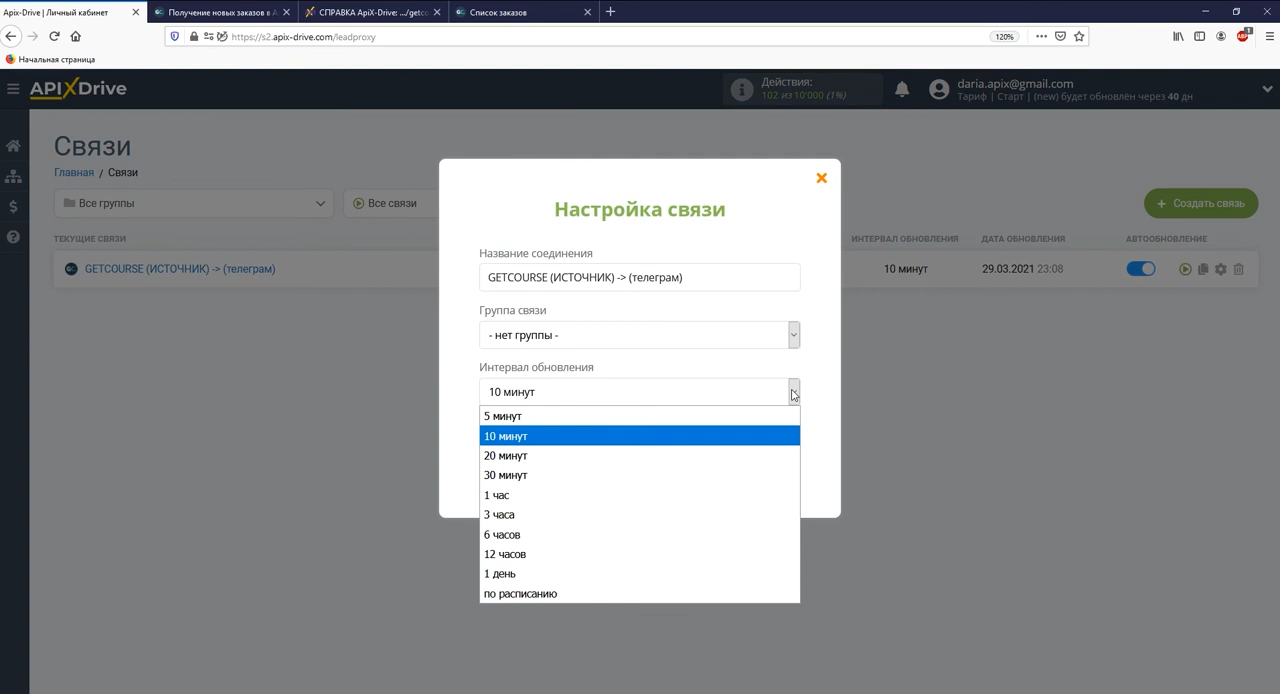 Apix-Drive | Личный кабинет
Получение новых заказов в A
СПРАВКА ApiX-Drive: .../getco
Список заказов
https://s2.apix-drive.com/leadproxy
120%
Начальная страница
APIXDrive
Действия:
102 из 10'000 (1%)
daria.apix@gmail.com
Тариф | Старт | (new) будет обновлён через 40 дн
Связи
Главная / Связи
Все группы
Все связи
+ Создать связь
ТЕКУЩИЕ СВЯЗИ
ИНТЕРВАЛ ОБНОВЛЕНИЯ
ДАТА ОБНОВЛЕНИЯ
АВТООБНОВЛЕНИЕ
GETCOURSE (ИСТОЧНИК) -> (телеграм)
10 минут
29.03.2021 23:08
Настройка связи
Название соединения
GETCOURSE (ИСТОЧНИК) -> (телеграм)
Группа связи
- нет группы -
Интервал обновления
10 минут
5 минут
10 минут
20 минут
30 минут
1 час
3 часа
6 часов
12 часов
1 день
по расписанию